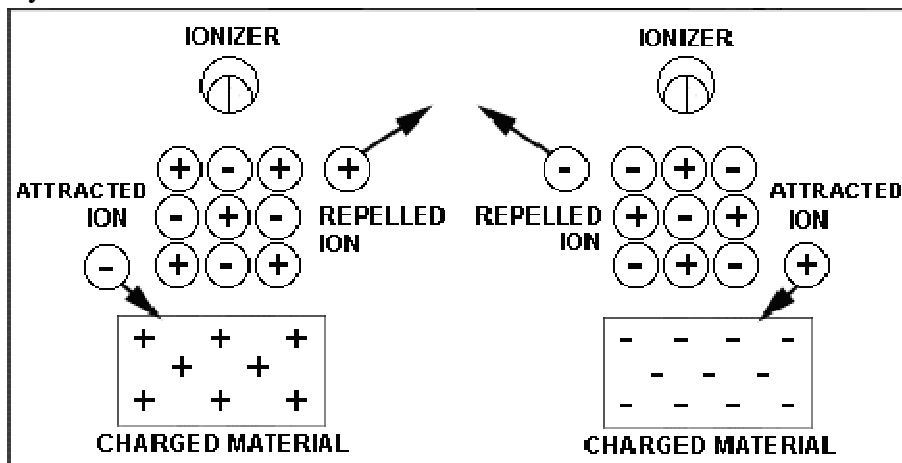 IONIZER
IONIZER
+ - + +
- - + -
ATTRACTED
ION
- + -
REPELLED
ION
REPELLED
ION
+ - +
ATTRACTED
ION
- + - +
- + - +
+ + +
+ +
+ + +
- - - -
- - -
- - - -
CHARGED MATERIAL
CHARGED MATERIAL